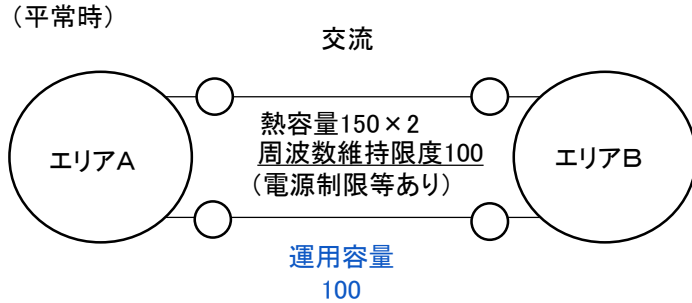 (平常時)
交流
エリアA
熱容量150×2
周波数維持限度100
(電源制限等あり)
エリアB
運用容量
100